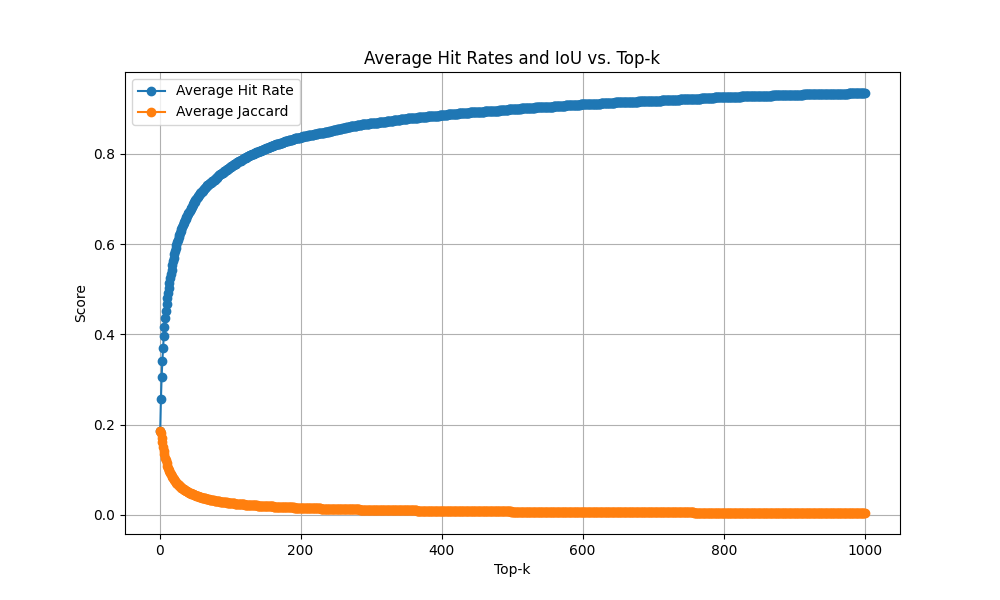 Average Hit Rates and IoU vs. Top-k
Average Hit Rate
Average Jaccard
Score
0.8
0.6
0.4
0.2
0.0
0
200
400
600
800
1000
Top-k